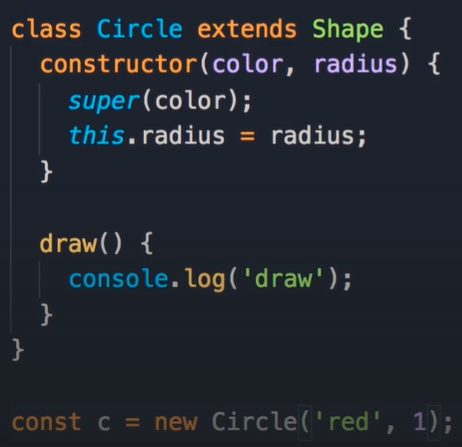 class Circle extends Shape {
  constructor(color, radius) {
    super(color);
    this.radius = radius;
  }

  draw() {
    console.log('draw');
  }
}

const c = new Circle('red', 1);